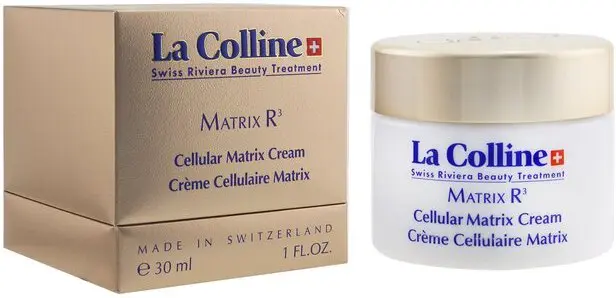 La Colline
Swiss Riviera Beauty Treatment
MATRIX R³
Cellular Matrix Cream
Crème Cellulaire Matrix
MADE IN SWITZERLAND
℮ 30 ml 1 FL.OZ.
La Colline
Swiss Riviera Beauty Treatment
MATRIX R³
Cellular Matrix Cream
Crème Cellulaire Matrix